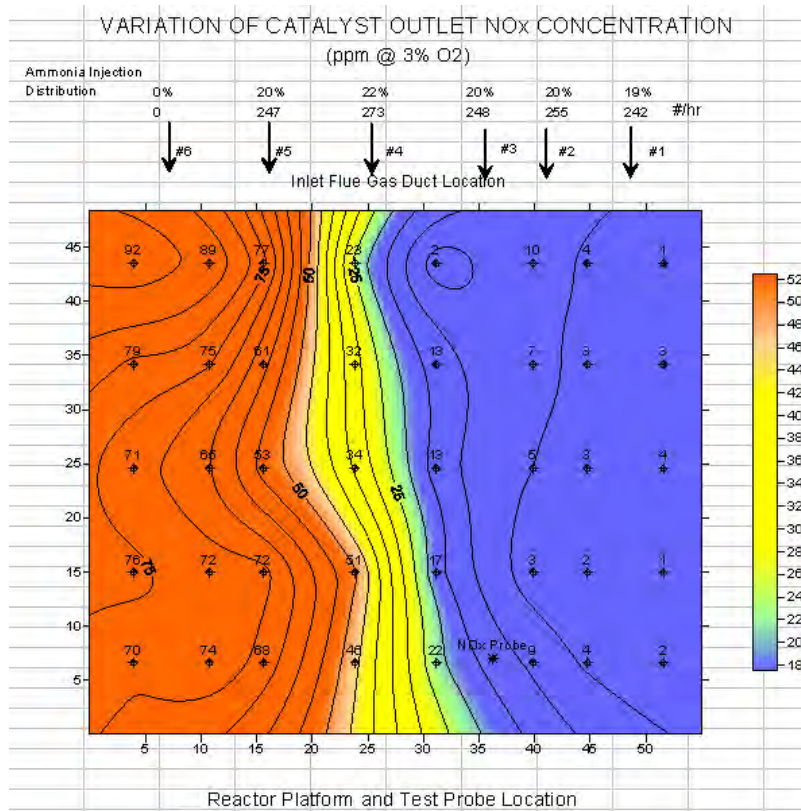 VARIATION OF CATALYST OUTLET NOx CONCENTRATION
(ppm @ 3% O2)
Ammonia Injection
Distribution 0% 20% 22% 20% 20% 19%
0 247 273 248 255 242 #/hr
#6 #5 #4 #3 #2 #1
Inlet Flue Gas Duct Location
45 92 89 77 23 2 10 4 1
75 50 25
40
35 79 75 61 32 13 7 3 3
30
25 71 66 53 34 13 5 3 4
50 25
20
15 76 72 72 51 17 3 2 1
75
10
NOx Probe
70 74 68 46 22 9 4 2
5
5 10 15 20 25 30 35 40 45 50
52
50
48
46
44
42
40
38
36
34
32
30
28
26
24
22
20
18
Reactor Platform and Test Probe Location